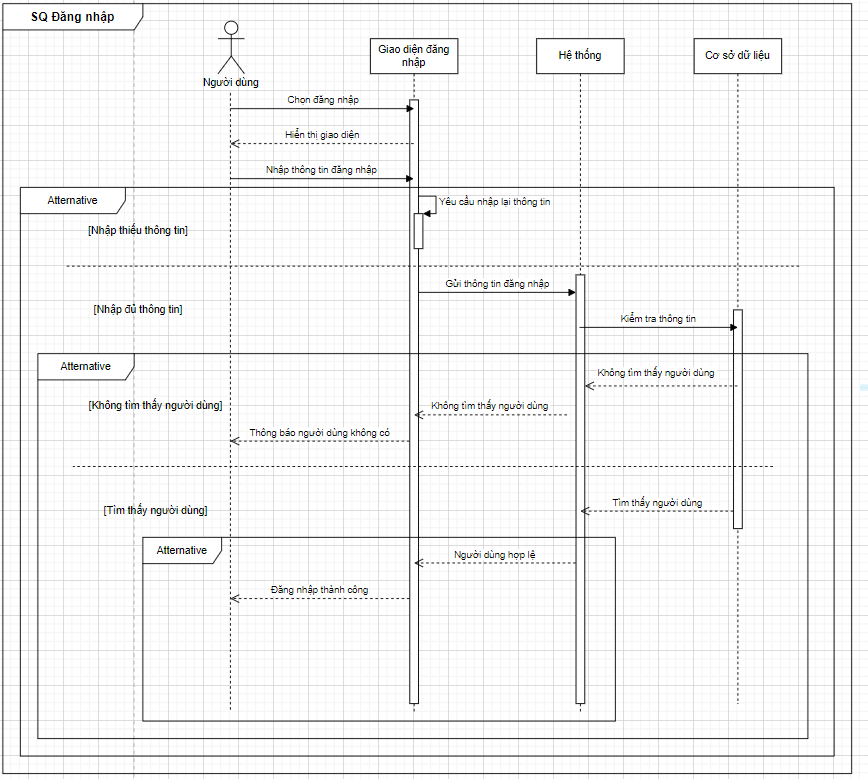 SQ Đăng nhập
Người dùng
Giao diện đăng
nhập
Hệ thống
Cơ sở dữ liệu
Chọn đăng nhập
Hiển thị giao diện
Nhập thông tin đăng nhập
Alternative
Yêu cầu nhập lại thông tin
[Nhập thiếu thông tin]
Gửi thông tin đăng nhập
[Nhập đủ thông tin]
Kiểm tra thông tin
Alternative
Không tìm thấy người dùng
[Không tìm thấy người dùng]
Không tìm thấy người dùng
Thông báo người dùng không có
Tìm thấy người dùng
[Tìm thấy người dùng]
Alternative
Người dùng hợp lệ
Đăng nhập thành công